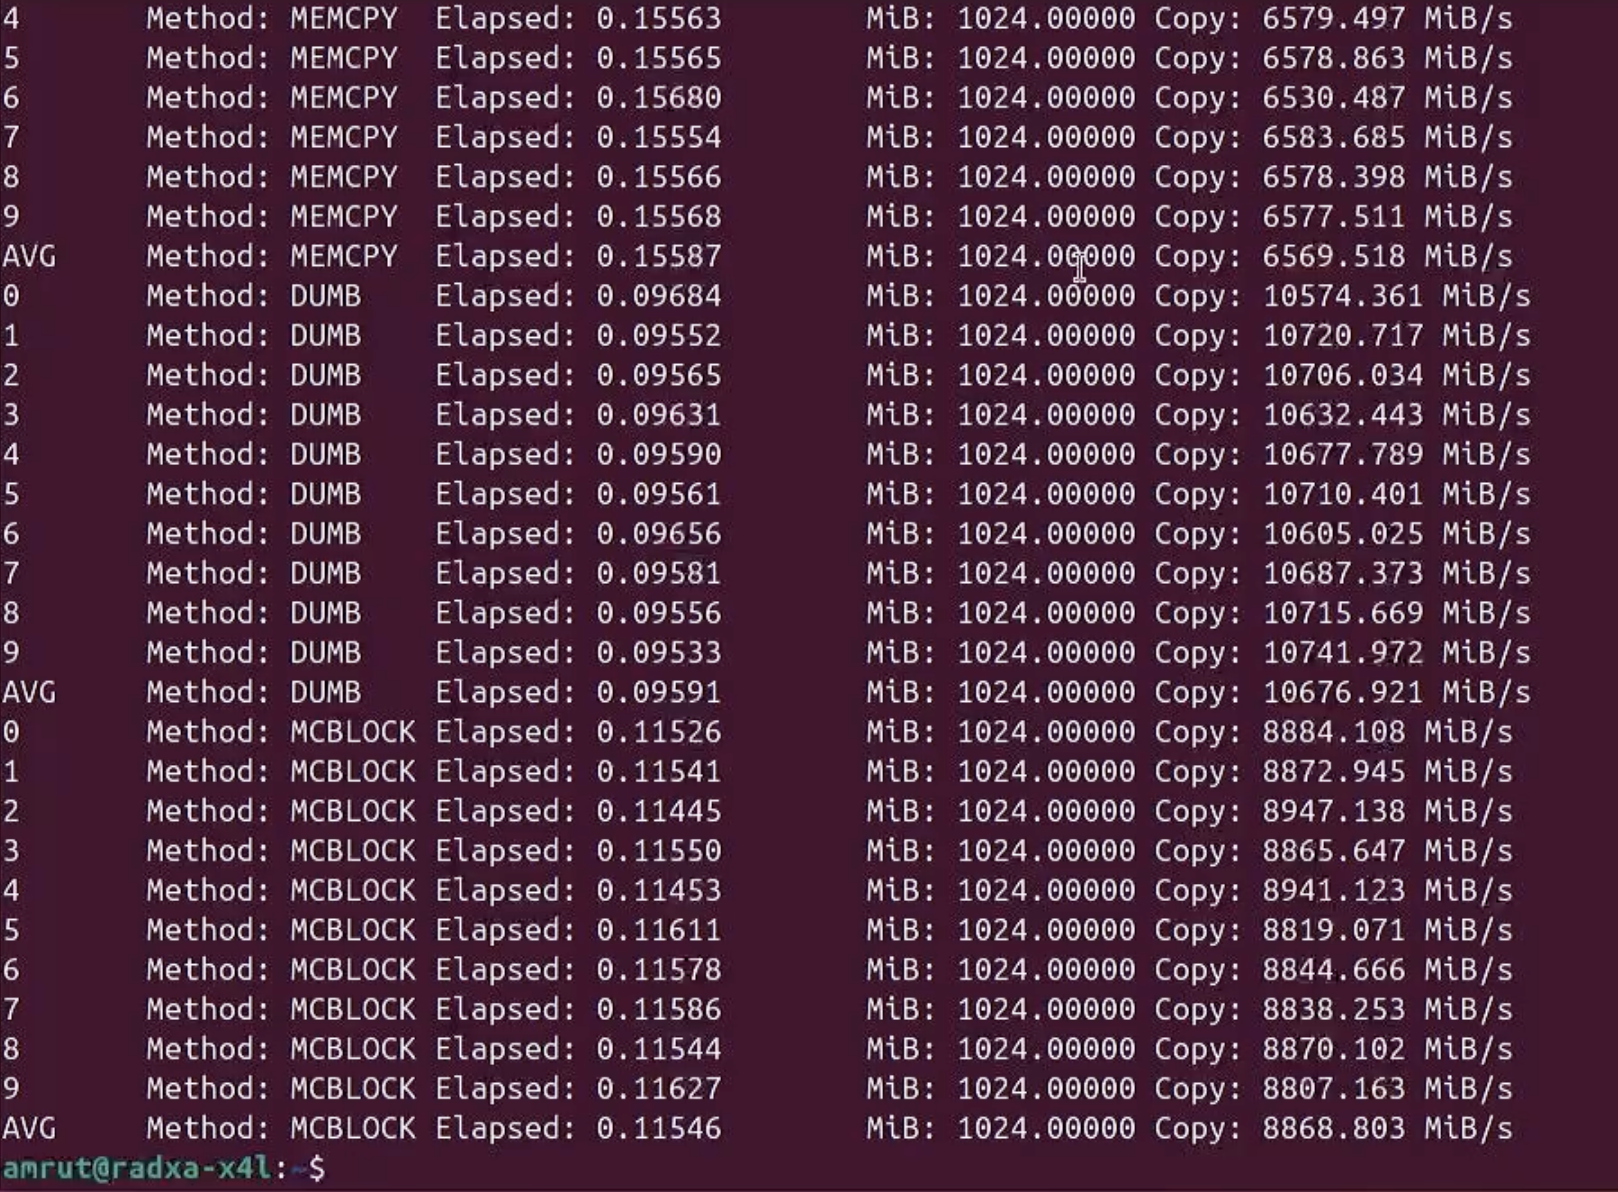 4 Method: MEMCPY Elapsed: 0.15563 MiB: 1024.00000 Copy: 6579.497 MiB/s
5 Method: MEMCPY Elapsed: 0.15565 MiB: 1024.00000 Copy: 6578.863 MiB/s
6 Method: MEMCPY Elapsed: 0.15680 MiB: 1024.00000 Copy: 6530.487 MiB/s
7 Method: MEMCPY Elapsed: 0.15554 MiB: 1024.00000 Copy: 6583.685 MiB/s
8 Method: MEMCPY Elapsed: 0.15566 MiB: 1024.00000 Copy: 6578.398 MiB/s
9 Method: MEMCPY Elapsed: 0.15568 MiB: 1024.00000 Copy: 6577.511 MiB/s
AVG Method: MEMCPY Elapsed: 0.15587 MiB: 1024.00000 Copy: 6569.518 MiB/s
0 Method: DUMB Elapsed: 0.09684 MiB: 1024.00000 Copy: 10574.361 MiB/s
1 Method: DUMB Elapsed: 0.09552 MiB: 1024.00000 Copy: 10720.717 MiB/s
2 Method: DUMB Elapsed: 0.09565 MiB: 1024.00000 Copy: 10706.034 MiB/s
3 Method: DUMB Elapsed: 0.09631 MiB: 1024.00000 Copy: 10632.443 MiB/s
4 Method: DUMB Elapsed: 0.09590 MiB: 1024.00000 Copy: 10677.789 MiB/s
5 Method: DUMB Elapsed: 0.09561 MiB: 1024.00000 Copy: 10710.401 MiB/s
6 Method: DUMB Elapsed: 0.09656 MiB: 1024.00000 Copy: 10605.025 MiB/s
7 Method: DUMB Elapsed: 0.09581 MiB: 1024.00000 Copy: 10687.373 MiB/s
8 Method: DUMB Elapsed: 0.09556 MiB: 1024.00000 Copy: 10715.669 MiB/s
9 Method: DUMB Elapsed: 0.09533 MiB: 1024.00000 Copy: 10741.972 MiB/s
AVG Method: DUMB Elapsed: 0.09591 MiB: 1024.00000 Copy: 10676.921 MiB/s
0 Method: MCBLOCK Elapsed: 0.11526 MiB: 1024.00000 Copy: 8884.108 MiB/s
1 Method: MCBLOCK Elapsed: 0.11541 MiB: 1024.00000 Copy: 8872.945 MiB/s
2 Method: MCBLOCK Elapsed: 0.11445 MiB: 1024.00000 Copy: 8947.138 MiB/s
3 Method: MCBLOCK Elapsed: 0.11550 MiB: 1024.00000 Copy: 8865.647 MiB/s
4 Method: MCBLOCK Elapsed: 0.11453 MiB: 1024.00000 Copy: 8941.123 MiB/s
5 Method: MCBLOCK Elapsed: 0.11611 MiB: 1024.00000 Copy: 8819.071 MiB/s
6 Method: MCBLOCK Elapsed: 0.11578 MiB: 1024.00000 Copy: 8844.666 MiB/s
7 Method: MCBLOCK Elapsed: 0.11586 MiB: 1024.00000 Copy: 8838.253 MiB/s
8 Method: MCBLOCK Elapsed: 0.11544 MiB: 1024.00000 Copy: 8870.102 MiB/s
9 Method: MCBLOCK Elapsed: 0.11627 MiB: 1024.00000 Copy: 8807.163 MiB/s
AVG Method: MCBLOCK Elapsed: 0.11546 MiB: 1024.00000 Copy: 8868.803 MiB/s
amrut@radxa-x4l:~$